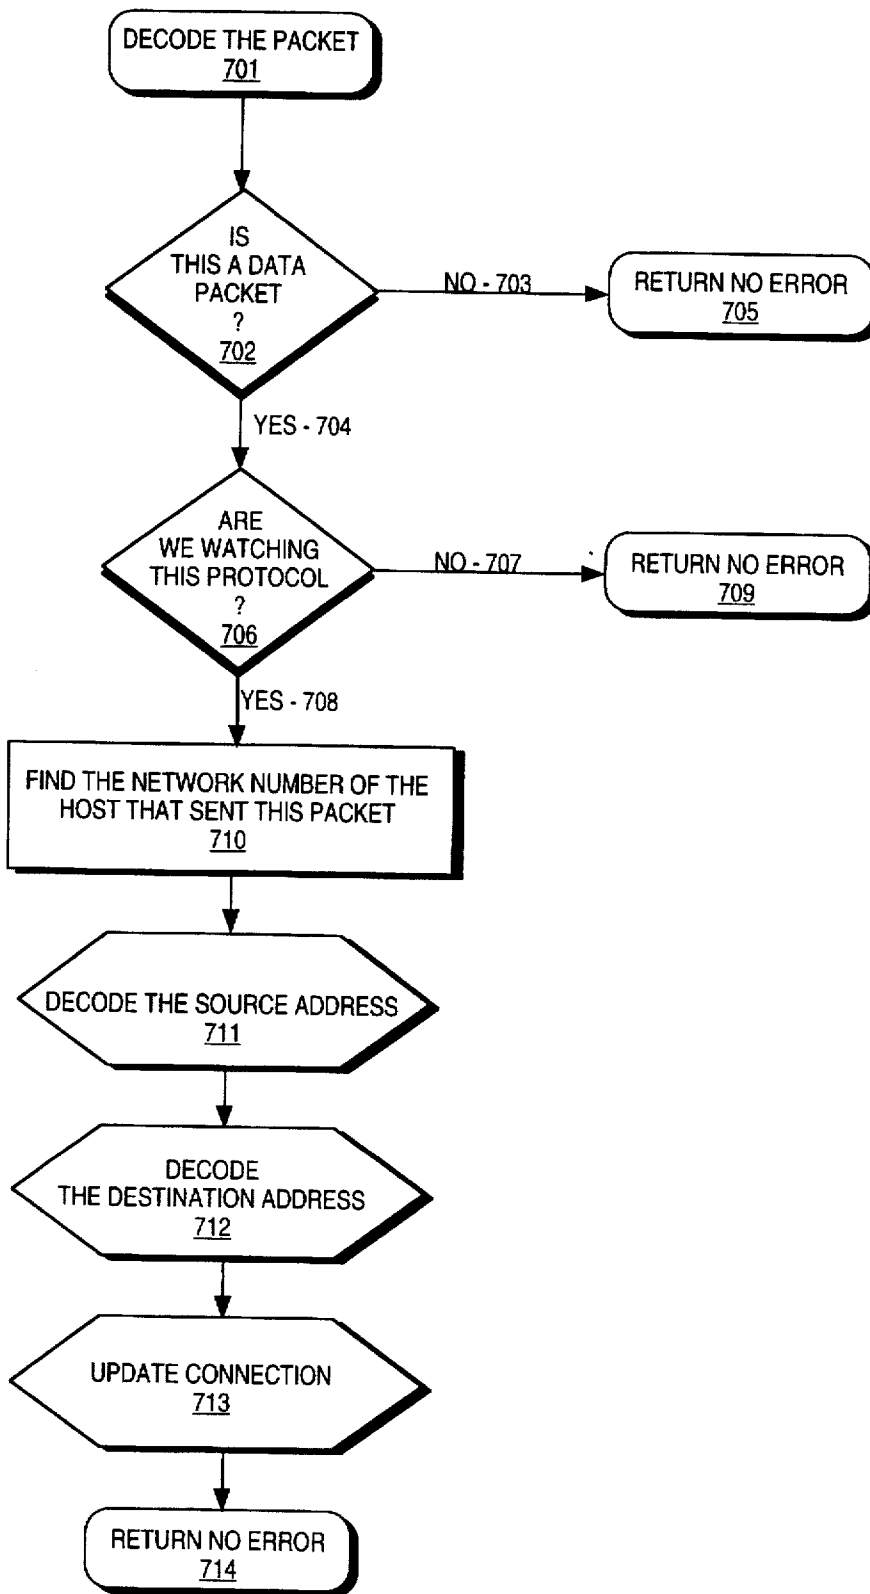 DECODE THE PACKET
701
IS
THIS A DATA
PACKET
?
702
NO - 703
RETURN NO ERROR
705
YES - 704
ARE
WE WATCHING
THIS PROTOCOL
?
706
NO - 707
RETURN NO ERROR
709
YES - 708
FIND THE NETWORK NUMBER OF THE
HOST THAT SENT THIS PACKET
710
DECODE THE SOURCE ADDRESS
711
DECODE
THE DESTINATION ADDRESS
712
UPDATE CONNECTION
713
RETURN NO ERROR
714